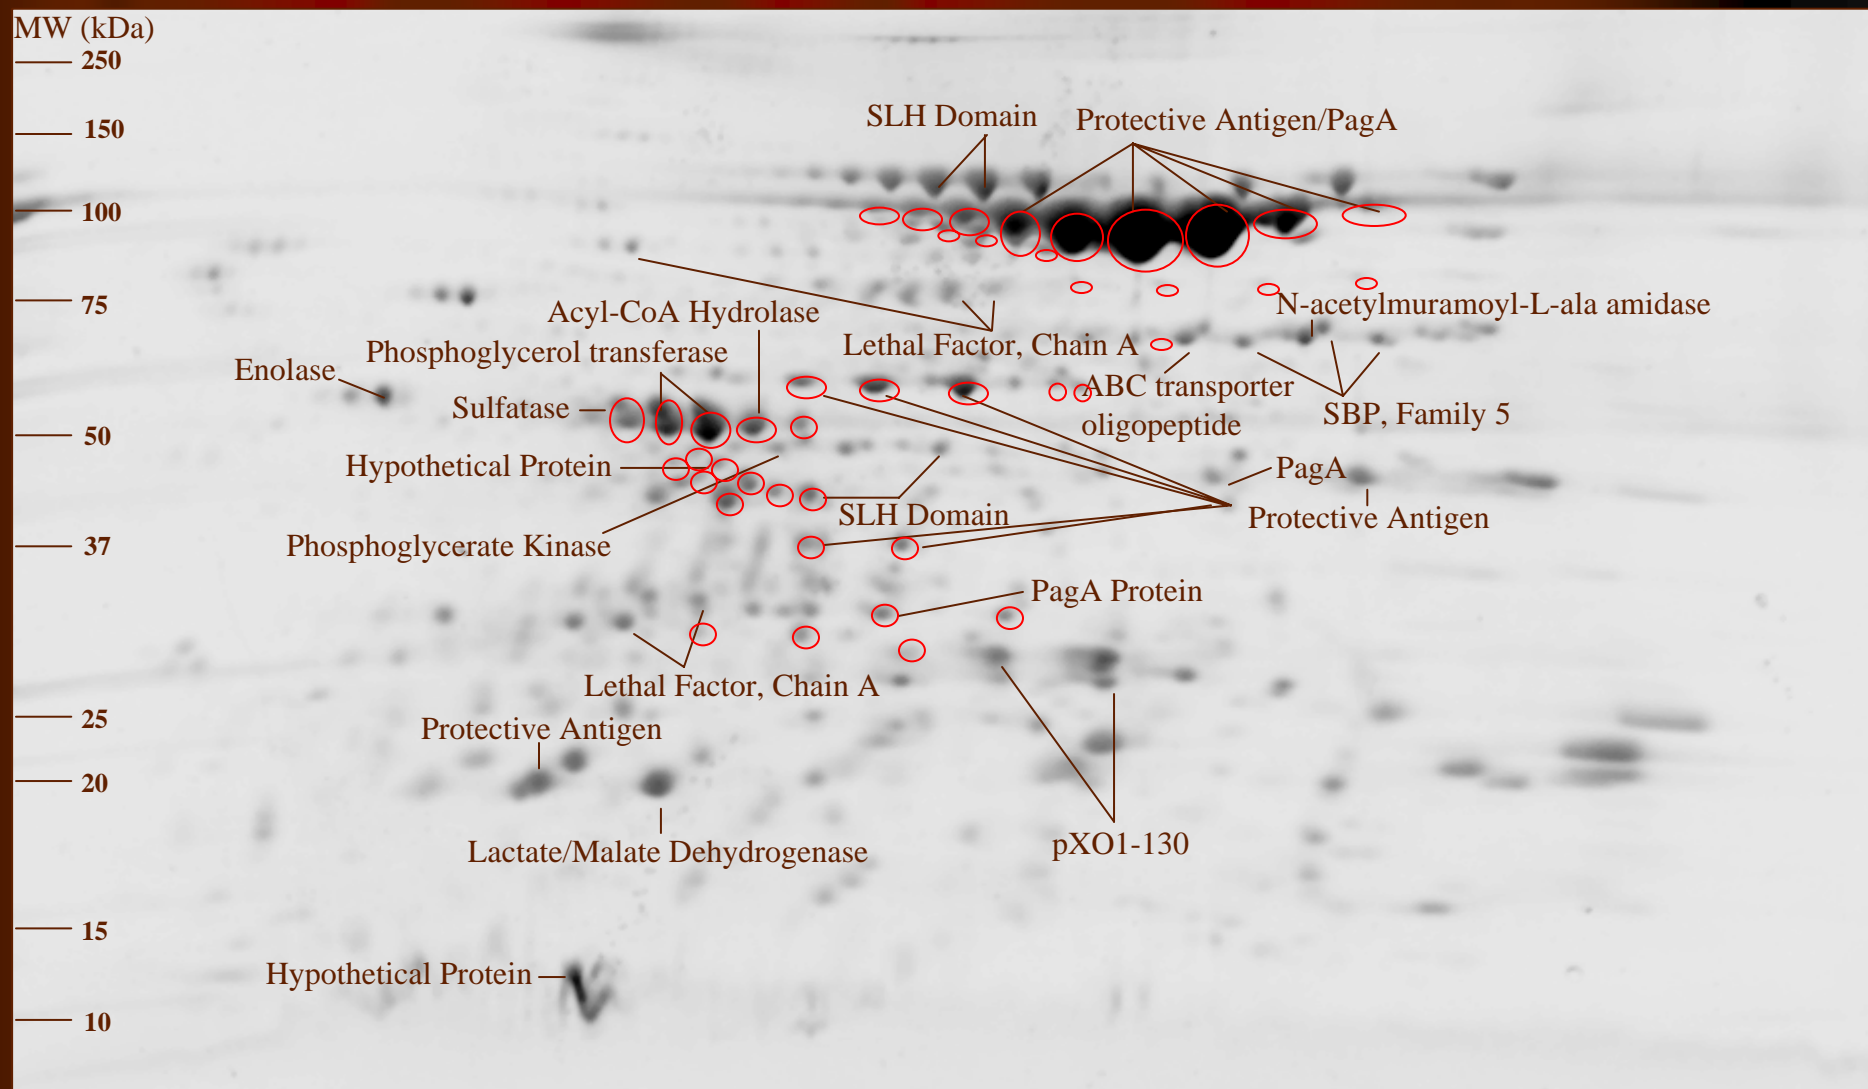 MW (kDa)
250
150
100
75
50
37
25
20
15
10
SLH Domain
Protective Antigen/PagA
Acyl-CoA Hydrolase
N-acetylmuramoyl-L-ala amidase
Phosphoglycerol transferase
Lethal Factor, Chain A
Enolase
ABC transporter
oligopeptide
Sulfatase
SBP, Family 5
Hypothetical Protein
PagA
SLH Domain
Protective Antigen
Phosphoglycerate Kinase
PagA Protein
Lethal Factor, Chain A
Protective Antigen
Lactate/Malate Dehydrogenase
pXO1-130
Hypothetical Protein